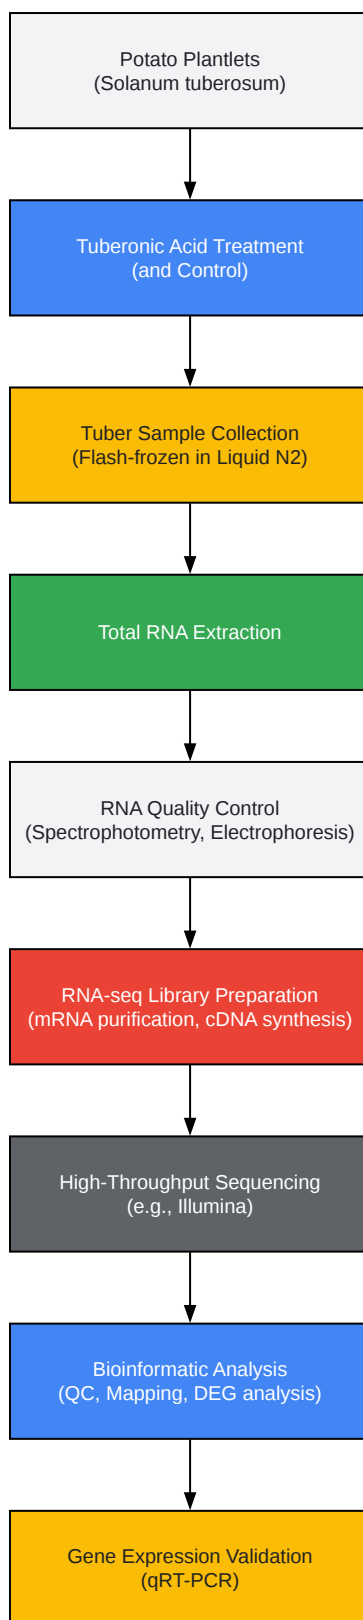 Potato Plantlets
(Solanum tuberosum)
Tuberonic Acid Treatment
(and Control)
Tuber Sample Collection
(Flash-frozen in Liquid N2)
Total RNA Extraction
RNA Quality Control
(Spectrophotometry, Electrophoresis)
RNA-seq Library Preparation
(mRNA purification, cDNA synthesis)
High-Throughput Sequencing
(e.g., Illumina)
Bioinformatic Analysis
(QC, Mapping, DEG analysis)
Gene Expression Validation
(qRT-PCR)